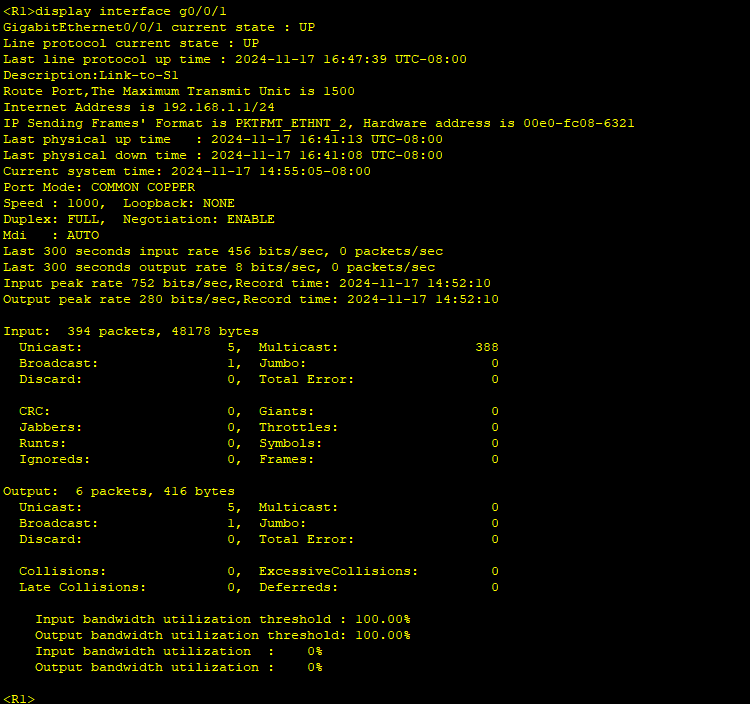 <R1>display interface g0/0/1
GigabitEthernet0/0/1 current state : UP
Line protocol current state : UP
Last line protocol up time : 2024-11-17 16:47:39 UTC-08:00
Description:Link-to-S1
Route Port,The Maximum Transmit Unit is 1500
Internet Address is 192.168.1.1/24
IP Sending Frames' Format is PKTFMT_ETHNT_2, Hardware address is 00e0-fc08-6321
Last physical up time   : 2024-11-17 16:41:13 UTC-08:00
Last physical down time : 2024-11-17 16:41:08 UTC-08:00
Current system time: 2024-11-17 14:55:05-08:00
Port Mode: COMMON COPPER
Speed : 1000,  Loopback: NONE
Duplex: FULL,  Negotiation: ENABLE
Mdi   : AUTO
Last 300 seconds input rate 456 bits/sec, 0 packets/sec
Last 300 seconds output rate 8 bits/sec, 0 packets/sec
Input peak rate 752 bits/sec,Record time: 2024-11-17 14:52:10
Output peak rate 280 bits/sec,Record time: 2024-11-17 14:52:10

Input:  394 packets, 48178 bytes
  Unicast:                  5,  Multicast:                 388
  Broadcast:                1,  Jumbo:                       0
  Discard:                  0,  Total Error:                 0

  CRC:                      0,  Giants:                      0
  Jabbers:                  0,  Throttles:                   0
  Runts:                    0,  Symbols:                     0
  Ignoreds:                 0,  Frames:                      0

Output:  6 packets, 416 bytes
  Unicast:                  5,  Multicast:                   0
  Broadcast:                1,  Jumbo:                       0
  Discard:                  0,  Total Error:                 0

  Collisions:               0,  ExcessiveCollisions:         0
  Late Collisions:          0,  Deferreds:                   0

    Input bandwidth utilization threshold : 100.00%
    Output bandwidth utilization threshold: 100.00%
    Input bandwidth utilization  :    0%
    Output bandwidth utilization :    0%

<R1>